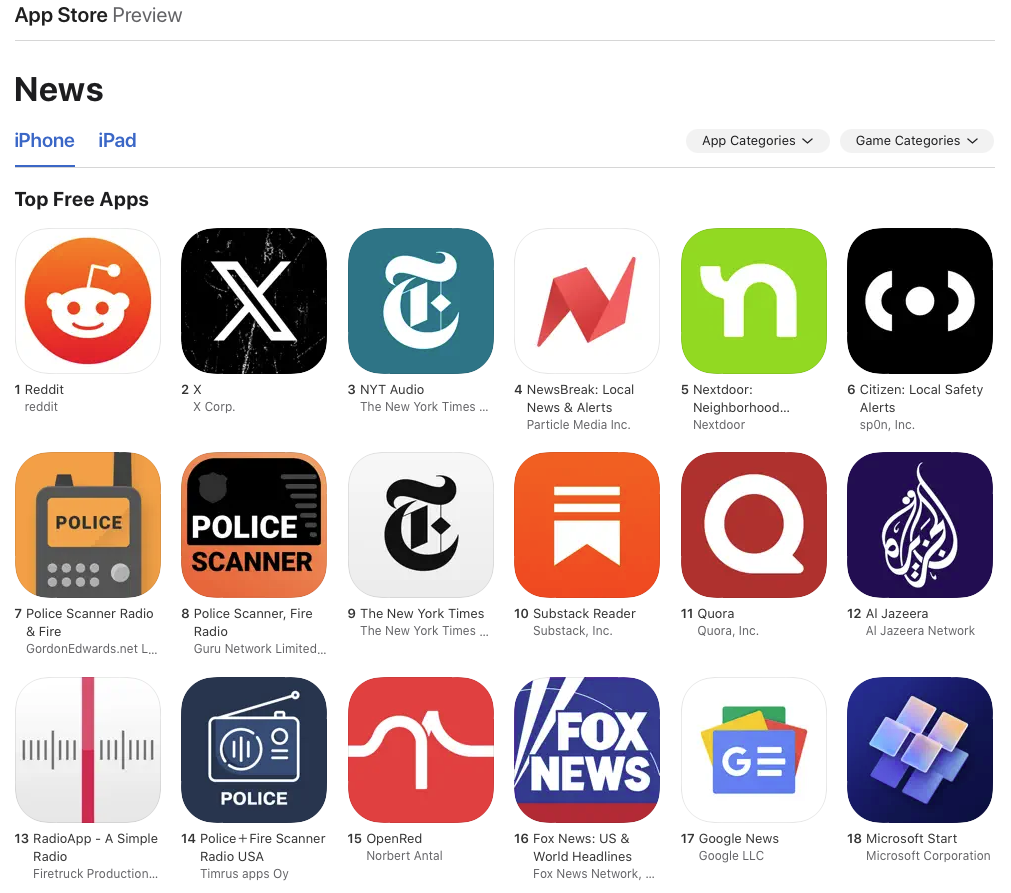 App Store Preview
News
iPhone iPad App Categories Game Categories
Top Free Apps
1 Reddit
reddit
2 X
X Corp.
3 NYT Audio
The New York Times ...
4 NewsBreak: Local
News & Alerts
Particle Media Inc.
5 Nextdoor:
Neighborhood...
Nextdoor
6 Citizen: Local Safety
Alerts
sp0n, Inc.
POLICE
7 Police Scanner Radio
& Fire
GordonEdwards.net L...
POLICE
SCANNER
8 Police Scanner, Fire
Radio
Guru Network Limited...
9 The New York Times
The New York Times ...
10 Substack Reader
Substack, Inc.
11 Quora
Quora, Inc.
12 Al Jazeera
Al Jazeera Network
13 RadioApp - A Simple
Radio
Firetruck Production...
POLICE
14 Police+Fire Scanner
Radio USA
Timrus apps Oy
15 OpenRed
Norbert Antal
FOX
NEWS
16 Fox News: US &
World Headlines
Fox News Network, ...
17 Google News
Google LLC
18 Microsoft Start
Microsoft Corporation